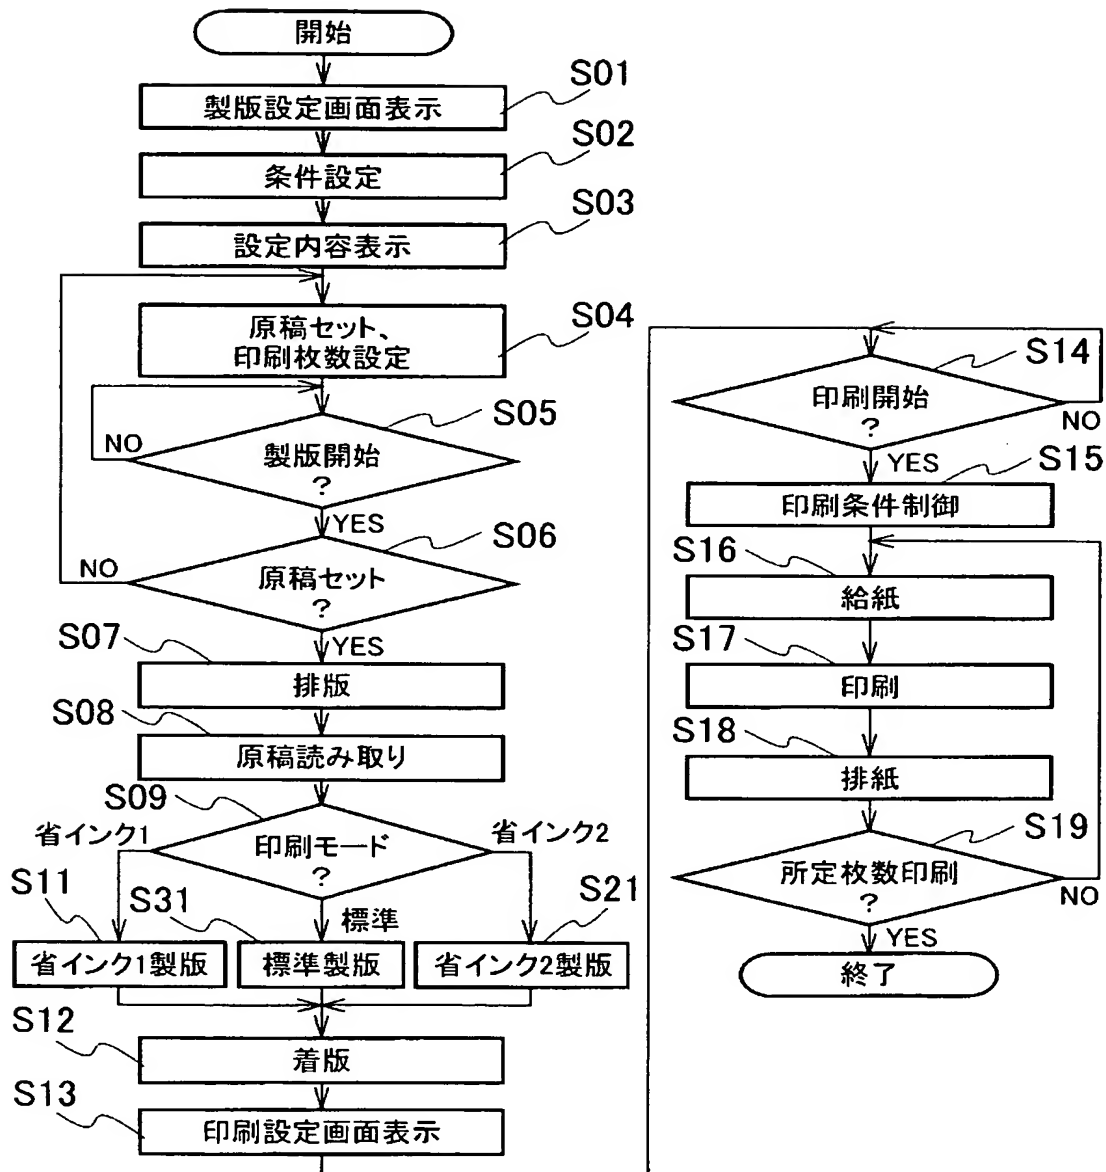 開始
S01
製版設定画面表示
S02
条件設定
S03
設定内容表示
S04
原稿セット、
印刷枚数設定
S05
NO
製版開始
?
YES
S06
NO
原稿セット
?
YES
S07
排版
S08
原稿読み取り
S09
省インク1
印刷モード
?
省インク2
標準
S11
省インク1製版
S31
標準製版
S21
省インク2製版
S12
着版
S13
印刷設定画面表示
S14
印刷開始
?
NO
YES
S15
印刷条件制御
S16
給紙
S17
印刷
S18
排紙
S19
所定枚数印刷
?
NO
YES
終了